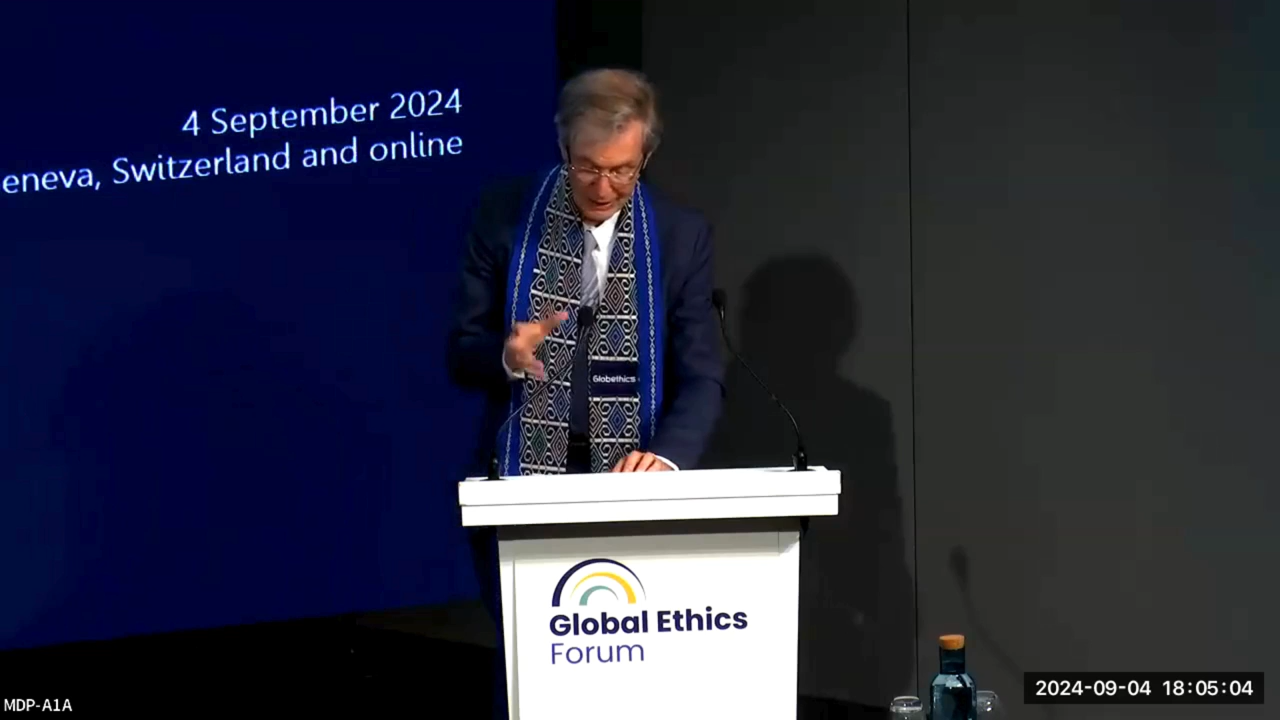 4 September 2024
eneva, Switzerland and online
Globethics
Global Ethics
Forum
MDP-A1A
2024-09-04 18:05:04